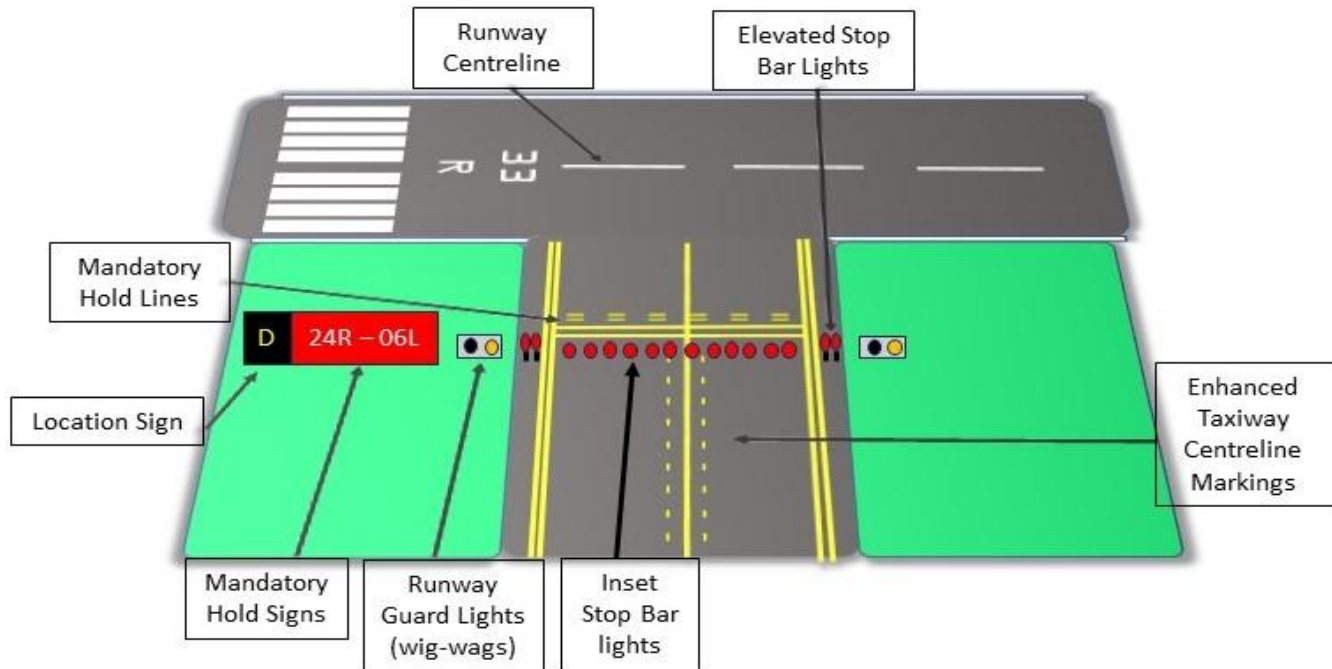 Runway
Centreline
Elevated Stop
Bar Lights
33
R
Mandatory
Hold Lines
D
24R – 06L
Location Sign
Enhanced
Taxiway
Centreline
Markings
Mandatory
Hold Signs
Runway
Guard Lights
(wig-wags)
Inset
Stop Bar
lights